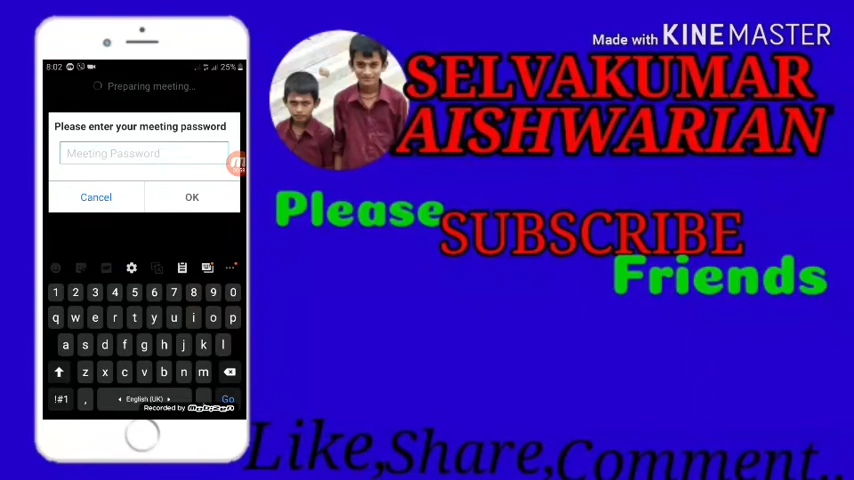 Made with KINEMASTER
8:02 25%
Preparing meeting...
Please enter your meeting password
Meeting Password
Cancel OK
1 2 3 4 5 6 7 8 9 0
q w e r t y u i o p
a s d f g h j k l
z x c v b n m
!#1 , English (UK) . Go
Recorded by mobizen
SELVAKUMAR
AISHWARIAN
Please
SUBSCRIBE
Friends
Like,Share,Comment..